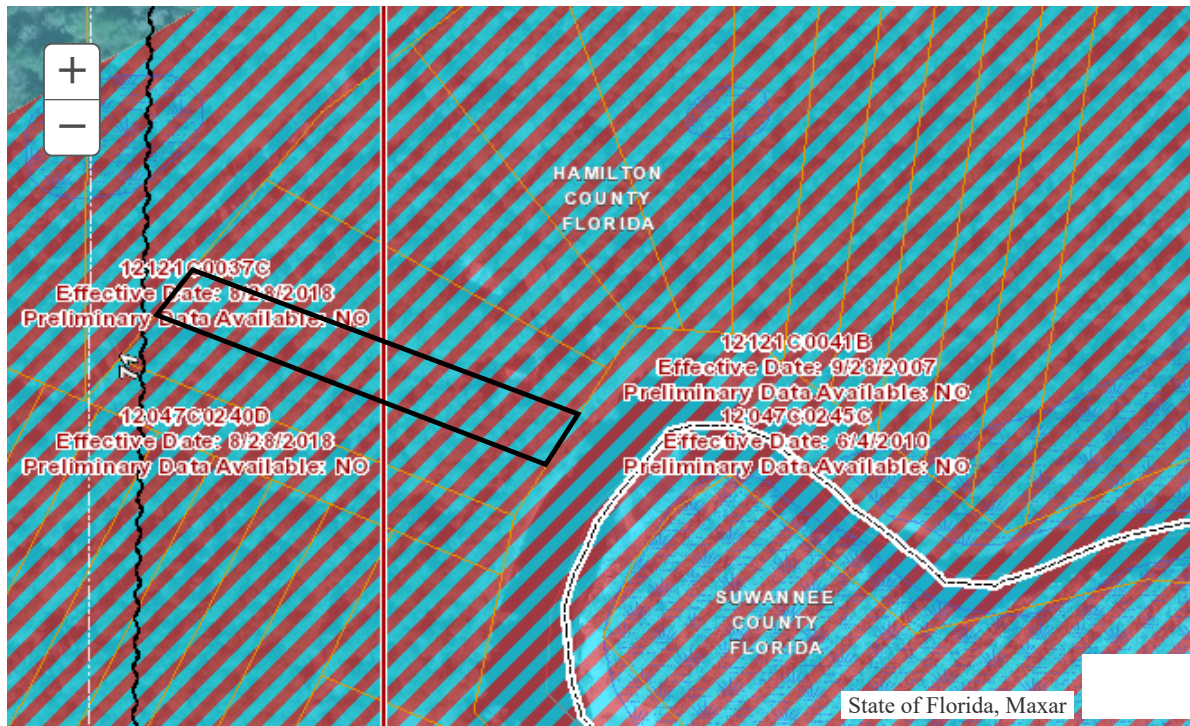 +
−
HAMILTON
COUNTY
FLORIDA
12121C0037C
Effective Date: 8/28/2018
Preliminary Data Available: NO
12121C0041B
Effective Date: 9/28/2007
Preliminary Data Available: NO
71
12047C0240D
Effective Date: 8/28/2018
Preliminary Data Available: NO
12047C0245C
Effective Date: 6/4/2010
Preliminary Data Available: NO
SUWANNEE
COUNTY
FLORIDA
State of Florida, Maxar